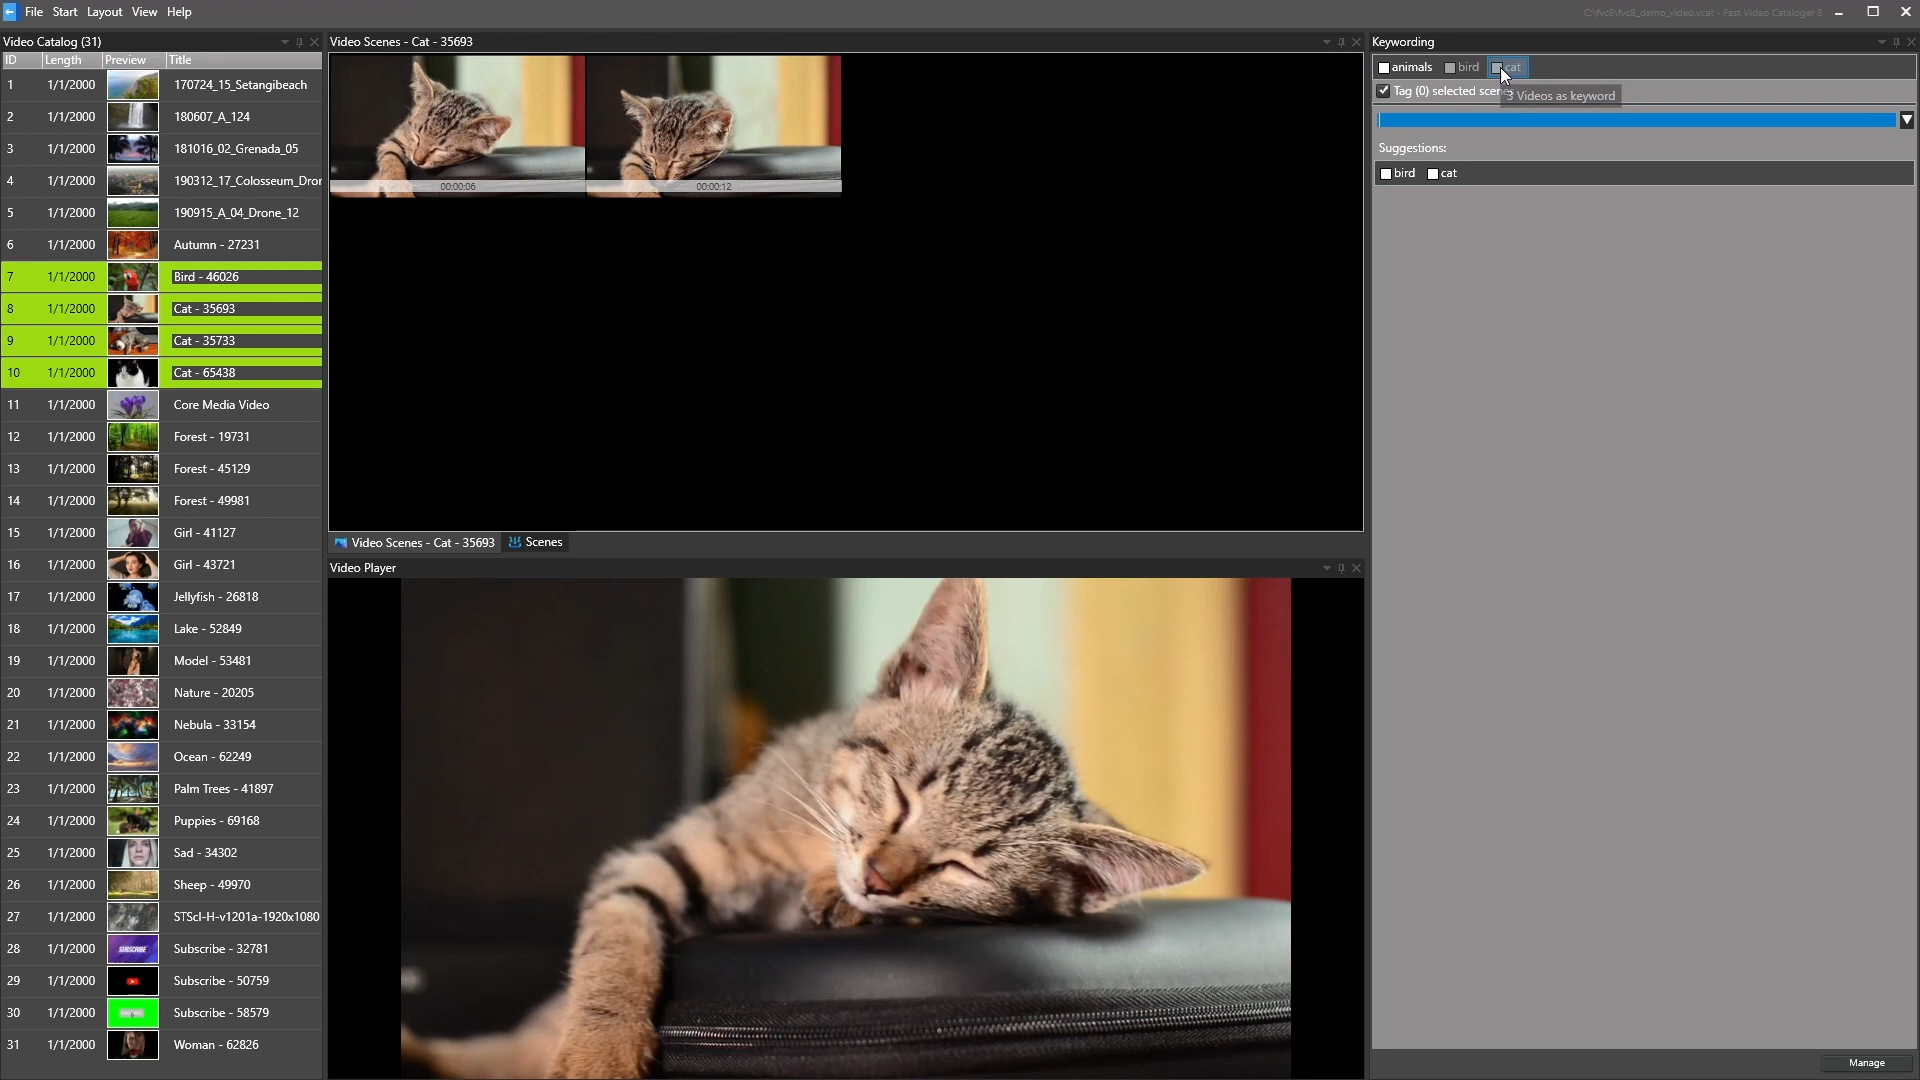 File Start Layout View Help
C:\fvc8\fvc8_demo_video.vcat - Fast Video Cataloger 8
Video Catalog (31)
ID Length Preview Title
1 1/1/2000 170724_15_Setangibeach
2 1/1/2000 180607_A_124
3 1/1/2000 181016_02_Grenada_05
4 1/1/2000 190312_17_Colosseum_Dror
5 1/1/2000 190915_A_04_Drone_12
6 1/1/2000 Autumn - 27231
7 1/1/2000 Bird - 46026
8 1/1/2000 Cat - 35693
9 1/1/2000 Cat - 35733
10 1/1/2000 Cat - 65438
11 1/1/2000 Core Media Video
12 1/1/2000 Forest - 19731
13 1/1/2000 Forest - 45129
14 1/1/2000 Forest - 49981
15 1/1/2000 Girl - 41127
16 1/1/2000 Girl - 43721
17 1/1/2000 Jellyfish - 26818
18 1/1/2000 Lake - 52849
19 1/1/2000 Model - 53481
20 1/1/2000 Nature - 20205
21 1/1/2000 Nebula - 33154
22 1/1/2000 Ocean - 62249
23 1/1/2000 Palm Trees - 41897
24 1/1/2000 Puppies - 69168
25 1/1/2000 Sad - 34302
26 1/1/2000 Sheep - 49970
27 1/1/2000 STScI-H-v1201a-1920x1080
28 1/1/2000 SUBSCRIBE Subscribe - 32781
29 1/1/2000 Subscribe - 50759
30 1/1/2000 Subscribe - 58579
31 1/1/2000 Woman - 62826
Video Scenes - Cat - 35693
00:00:06 00:00:12
Video Scenes - Cat - 35693 Scenes
Video Player
Keywording
animals bird cat
Tag (0) selected scenes
3 Videos as keyword
Suggestions:
bird cat
Manage